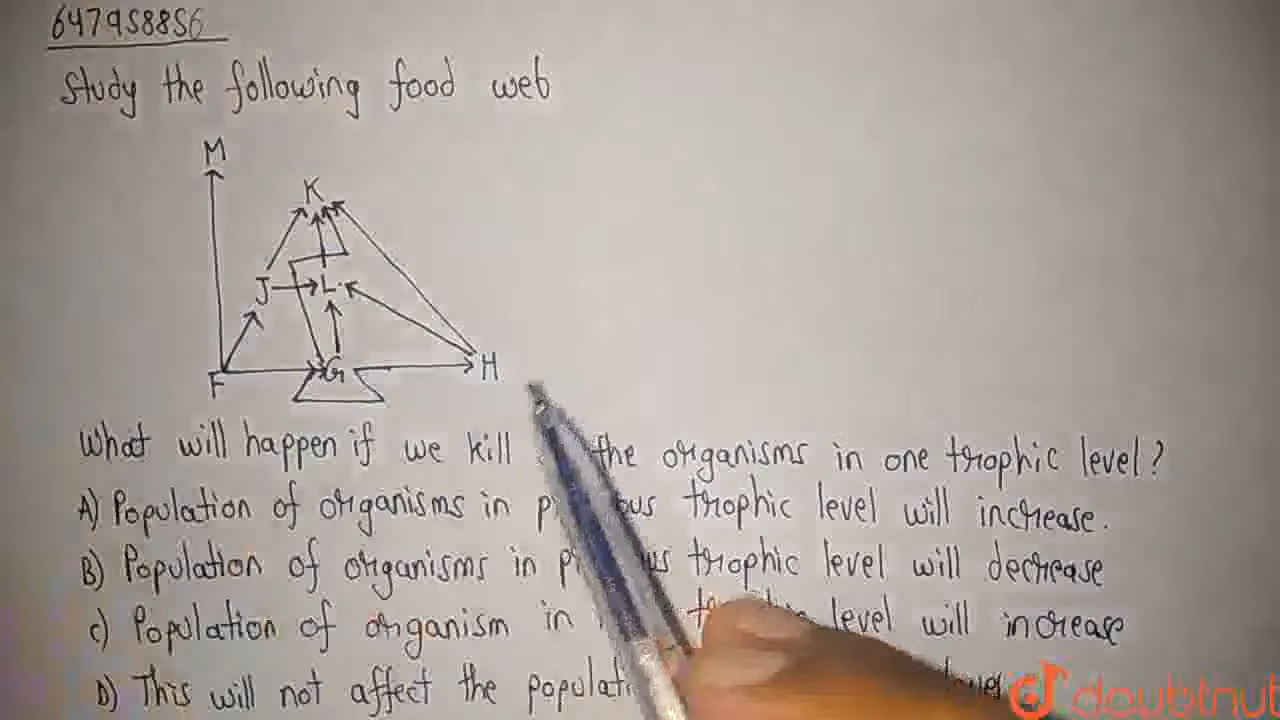 647958856
Study the following food web
M
K
J L
F G H
What will happen if we kill the organisms in one trophic level?
A) Population of organisms in trophic level will increase.
B) Population of organisms in trophic level will decrease
c) Population of organism in level will increase
D) This will not affect the
doubtnut